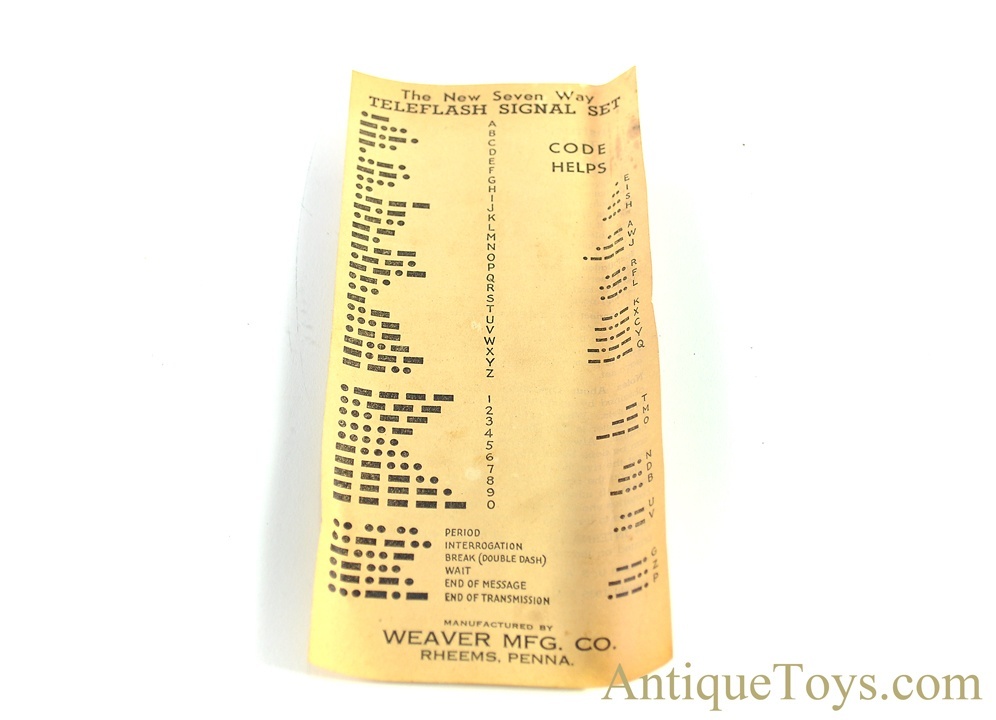 The New Seven Way
TELEFLASH SIGNAL SET
A
B
C
D
E
F
G
H
I
J
K
L
M
N
O
P
Q
R
S
T
U
V
W
X
Y
Z
1
2
3
4
5
6
7
8
9
0
PERIOD
INTERROGATION
BREAK (DOUBLE DASH)
WAIT
END OF MESSAGE
END OF TRANSMISSION
CODE
HELPS
E
I
S
H
A
W
J
R
F
L
K
X
C
Y
Q
T
M
O
N
D
B
U
V
G
Z
P
MANUFACTURED BY
WEAVER MFG. CO.
RHEEMS, PENNA.
AntiqueToys.com